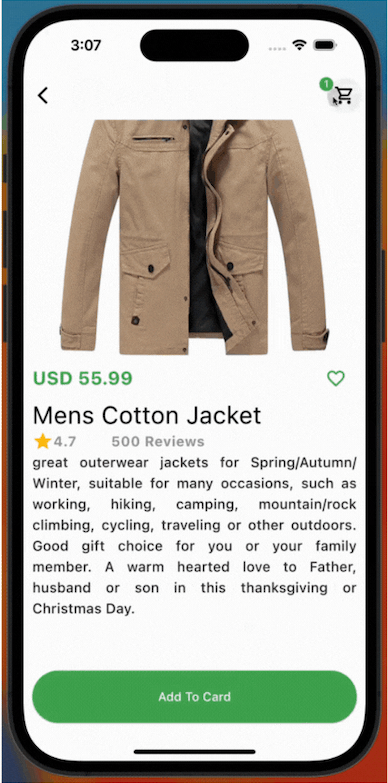 3:07
1
USD 55.99
Mens Cotton Jacket
4.7 500 Reviews
great outerwear jackets for Spring/Autumn/
Winter, suitable for many occasions, such as
working, hiking, camping, mountain/rock
climbing, cycling, traveling or other outdoors.
Good gift choice for you or your family
member. A warm hearted love to Father,
husband or son in this thanksgiving or
Christmas Day.
Add To Card